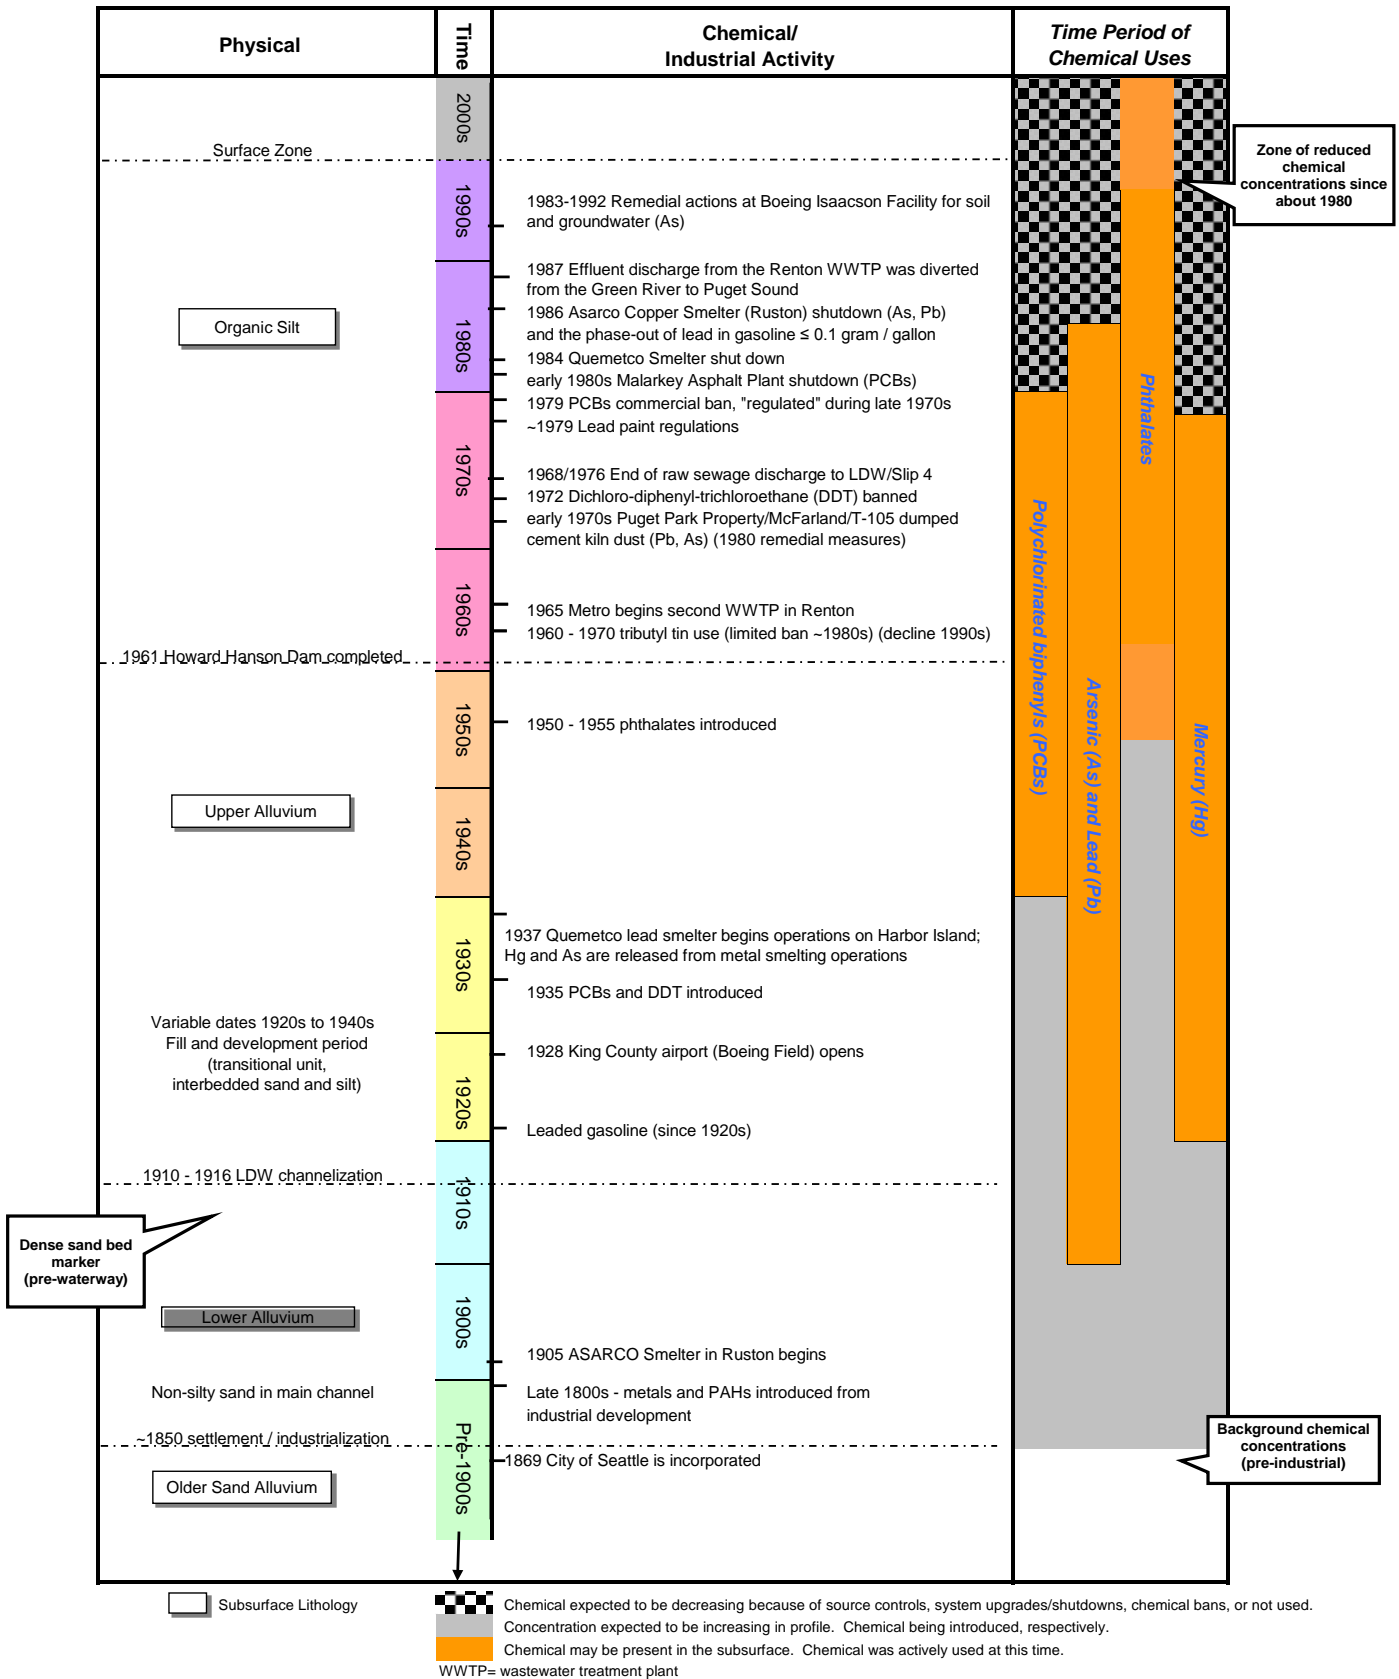 Physical
Time
Chemical/
Industrial Activity
Time Period of
Chemical Uses
2000s
Surface Zone
Zone of reduced
chemical
concentrations since
about 1980
1990s
1983-1992 Remedial actions at Boeing Isaacson Facility for soil
and groundwater (As)
1987 Effluent discharge from the Renton WWTP was diverted
from the Green River to Puget Sound
Organic Silt
1980s
1986 Asarco Copper Smelter (Ruston) shutdown (As, Pb)
and the phase-out of lead in gasoline ≤ 0.1 gram / gallon
1984 Quemetco Smelter shut down
early 1980s Malarkey Asphalt Plant shutdown (PCBs)
1979 PCBs commercial ban, "regulated" during late 1970s
~1979 Lead paint regulations
1970s
1968/1976 End of raw sewage discharge to LDW/Slip 4
1972 Dichloro-diphenyl-trichloroethane (DDT) banned
early 1970s Puget Park Property/McFarland/T-105 dumped
cement kiln dust (Pb, As) (1980 remedial measures)
1960s
1965 Metro begins second WWTP in Renton
1960 - 1970 tributyl tin use (limited ban ~1980s) (decline 1990s)
1961 Howard Hanson Dam completed
1950s
1950 - 1955 phthalates introduced
Polychlorinated biphenyls (PCBs)
Arsenic (As) and Lead (Pb)
Phthalates
Mercury (Hg)
Upper Alluvium
1940s
1930s
1937 Quemetco lead smelter begins operations on Harbor Island;
Hg and As are released from metal smelting operations
1935 PCBs and DDT introduced
Variable dates 1920s to 1940s
Fill and development period
(transitional unit,
interbedded sand and silt)
1928 King County airport (Boeing Field) opens
1920s
Leaded gasoline (since 1920s)
1910 - 1916 LDW channelization
1910s
Dense sand bed
marker
(pre-waterway)
Lower Alluvium
1900s
1905 ASARCO Smelter in Ruston begins
Non-silty sand in main channel
Late 1800s - metals and PAHs introduced from
industrial development
~1850 settlement / industrialization
Pre-1900s
1869 City of Seattle is incorporated
Background chemical
concentrations
(pre-industrial)
Older Sand Alluvium
Subsurface Lithology
Chemical expected to be decreasing because of source controls, system upgrades/shutdowns, chemical bans, or not used.
Concentration expected to be increasing in profile. Chemical being introduced, respectively.
Chemical may be present in the subsurface. Chemical was actively used at this time.
WWTP= wastewater treatment plant